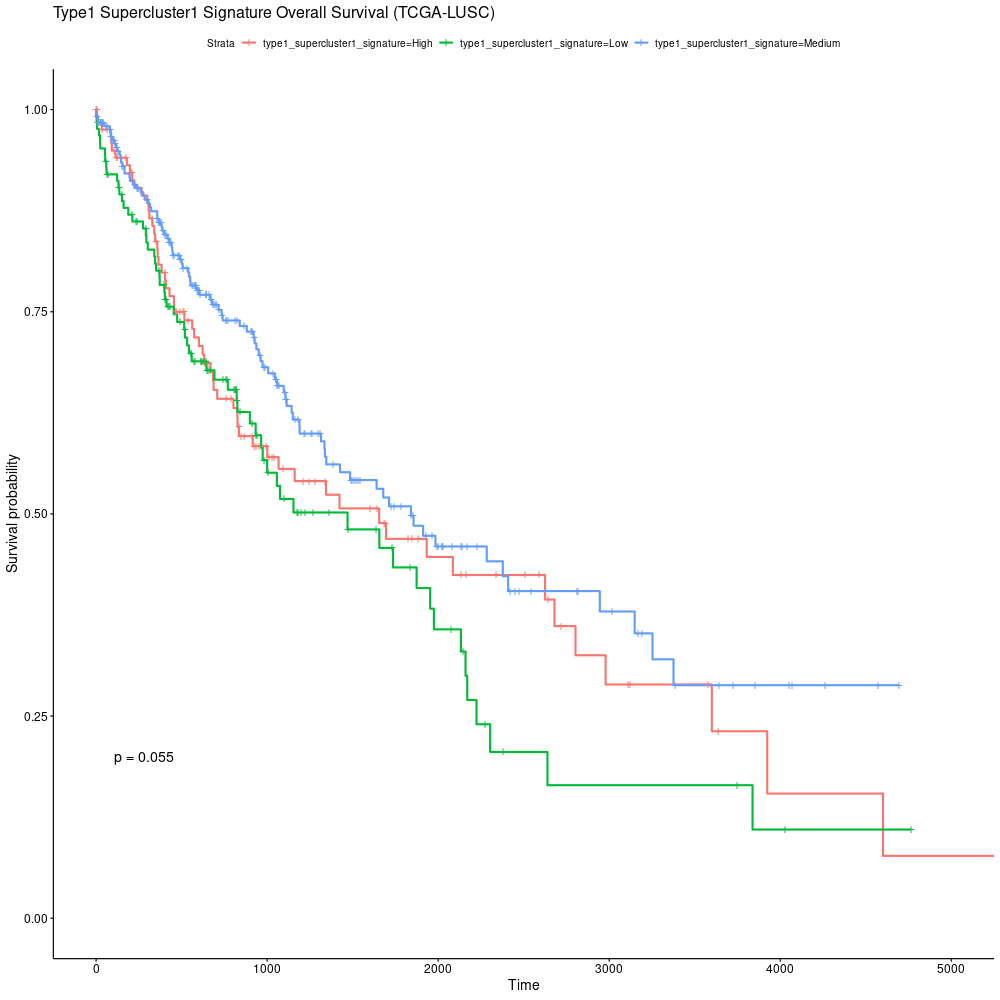 Type1 Supercluster1 Signature Overall Survival (TCGA-LUSC)
Strata type1_supercluster1_signature=High type1_supercluster1_signature=Low type1_supercluster1_signature=Medium
1.00
0.75
0.50
0.25
0.00
Survival probability
p = 0.055
0 1000 2000 3000 4000 5000
Time